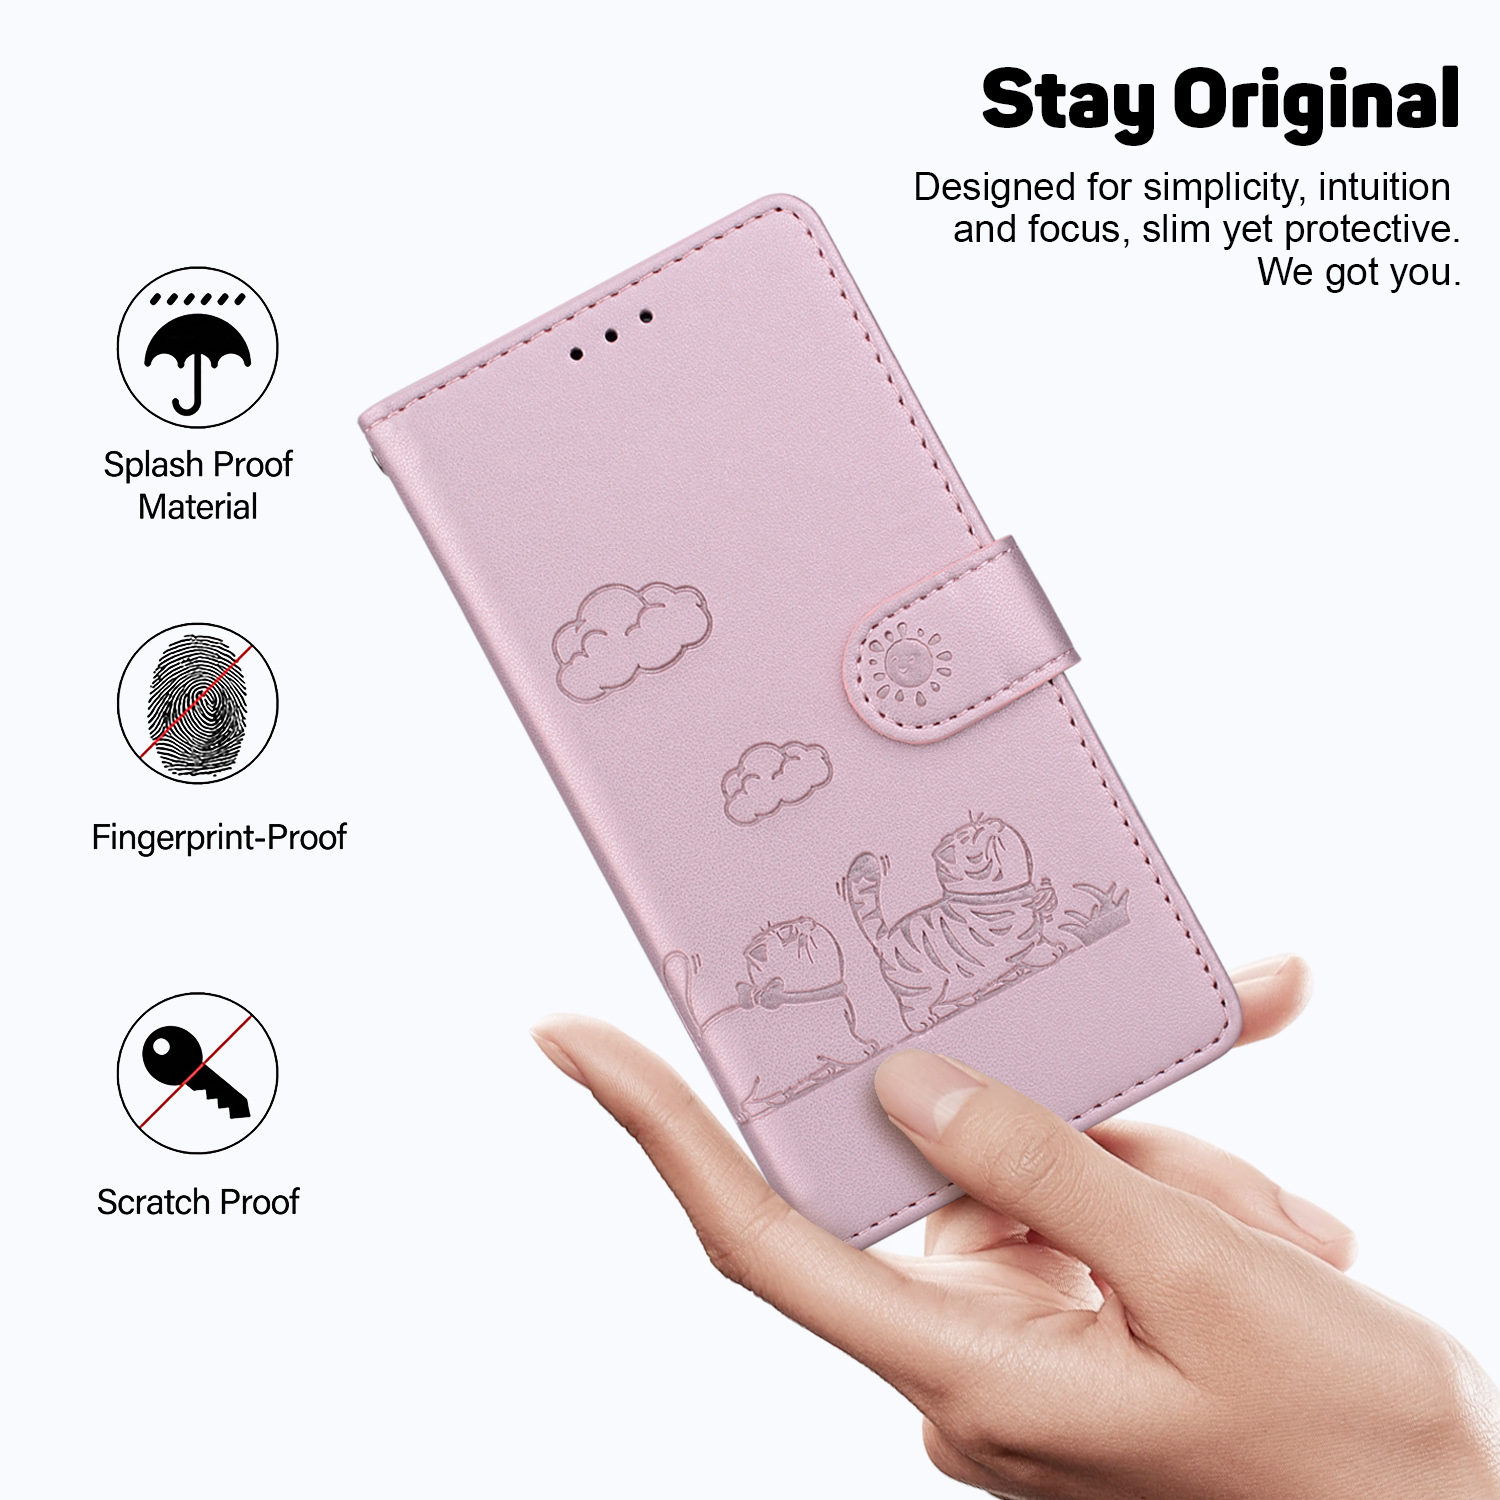 Stay Original
Designed for simplicity, intuition
and focus, slim yet protective.
We got you.
Splash Proof
Material
Fingerprint-Proof
Scratch Proof